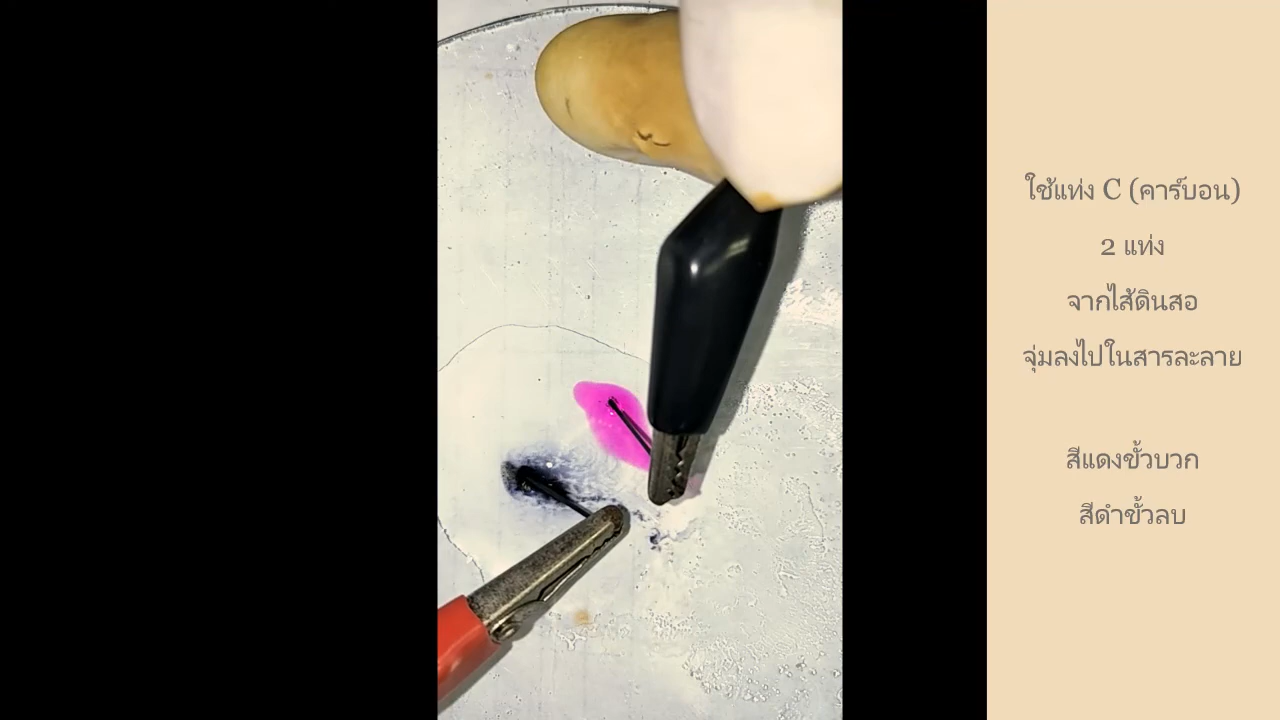 ใช้แท่ง C (คาร์บอน)
2 แท่ง
จากไส้ดินสอ
จุ่มลงไปในสารละลาย
สีแดงขั้วบวก
สีดำขั้วลบ